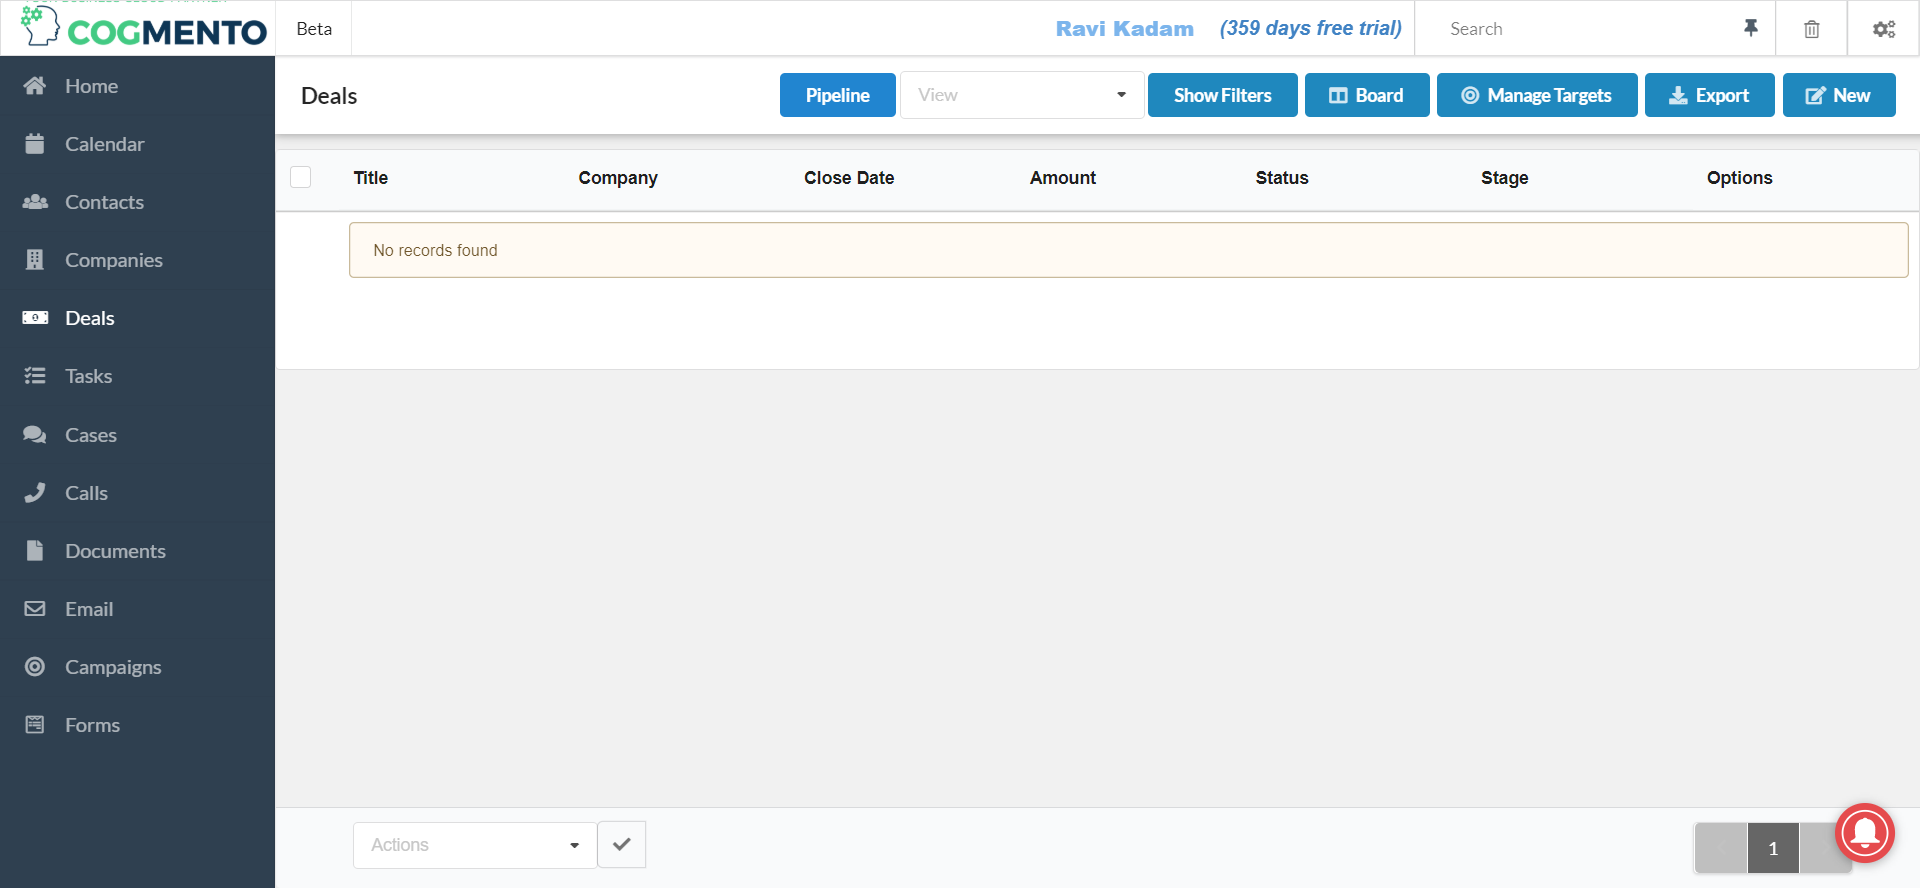 COGMENTO
Beta
Ravi Kadam
(359 days free trial)
Search
Home
Calendar
Contacts
Companies
Deals
Tasks
Cases
Calls
Documents
Email
Campaigns
Forms
Deals
Pipeline
View
Show Filters
Board
Manage Targets
Export
New
Title
Company
Close Date
Amount
Status
Stage
Options
No records found
Actions
1